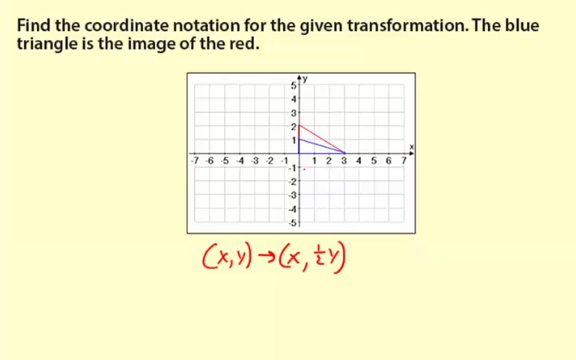 Find the coordinate notation for the given transformation. The blue
triangle is the image of the red.
y
5
4
3
2
1
x
-7 -6 -5 -4 -3 -2 -1 1 2 3 4 5 6 7
-1
-2
-3
-4
-5
(x,y)→(x,½y)